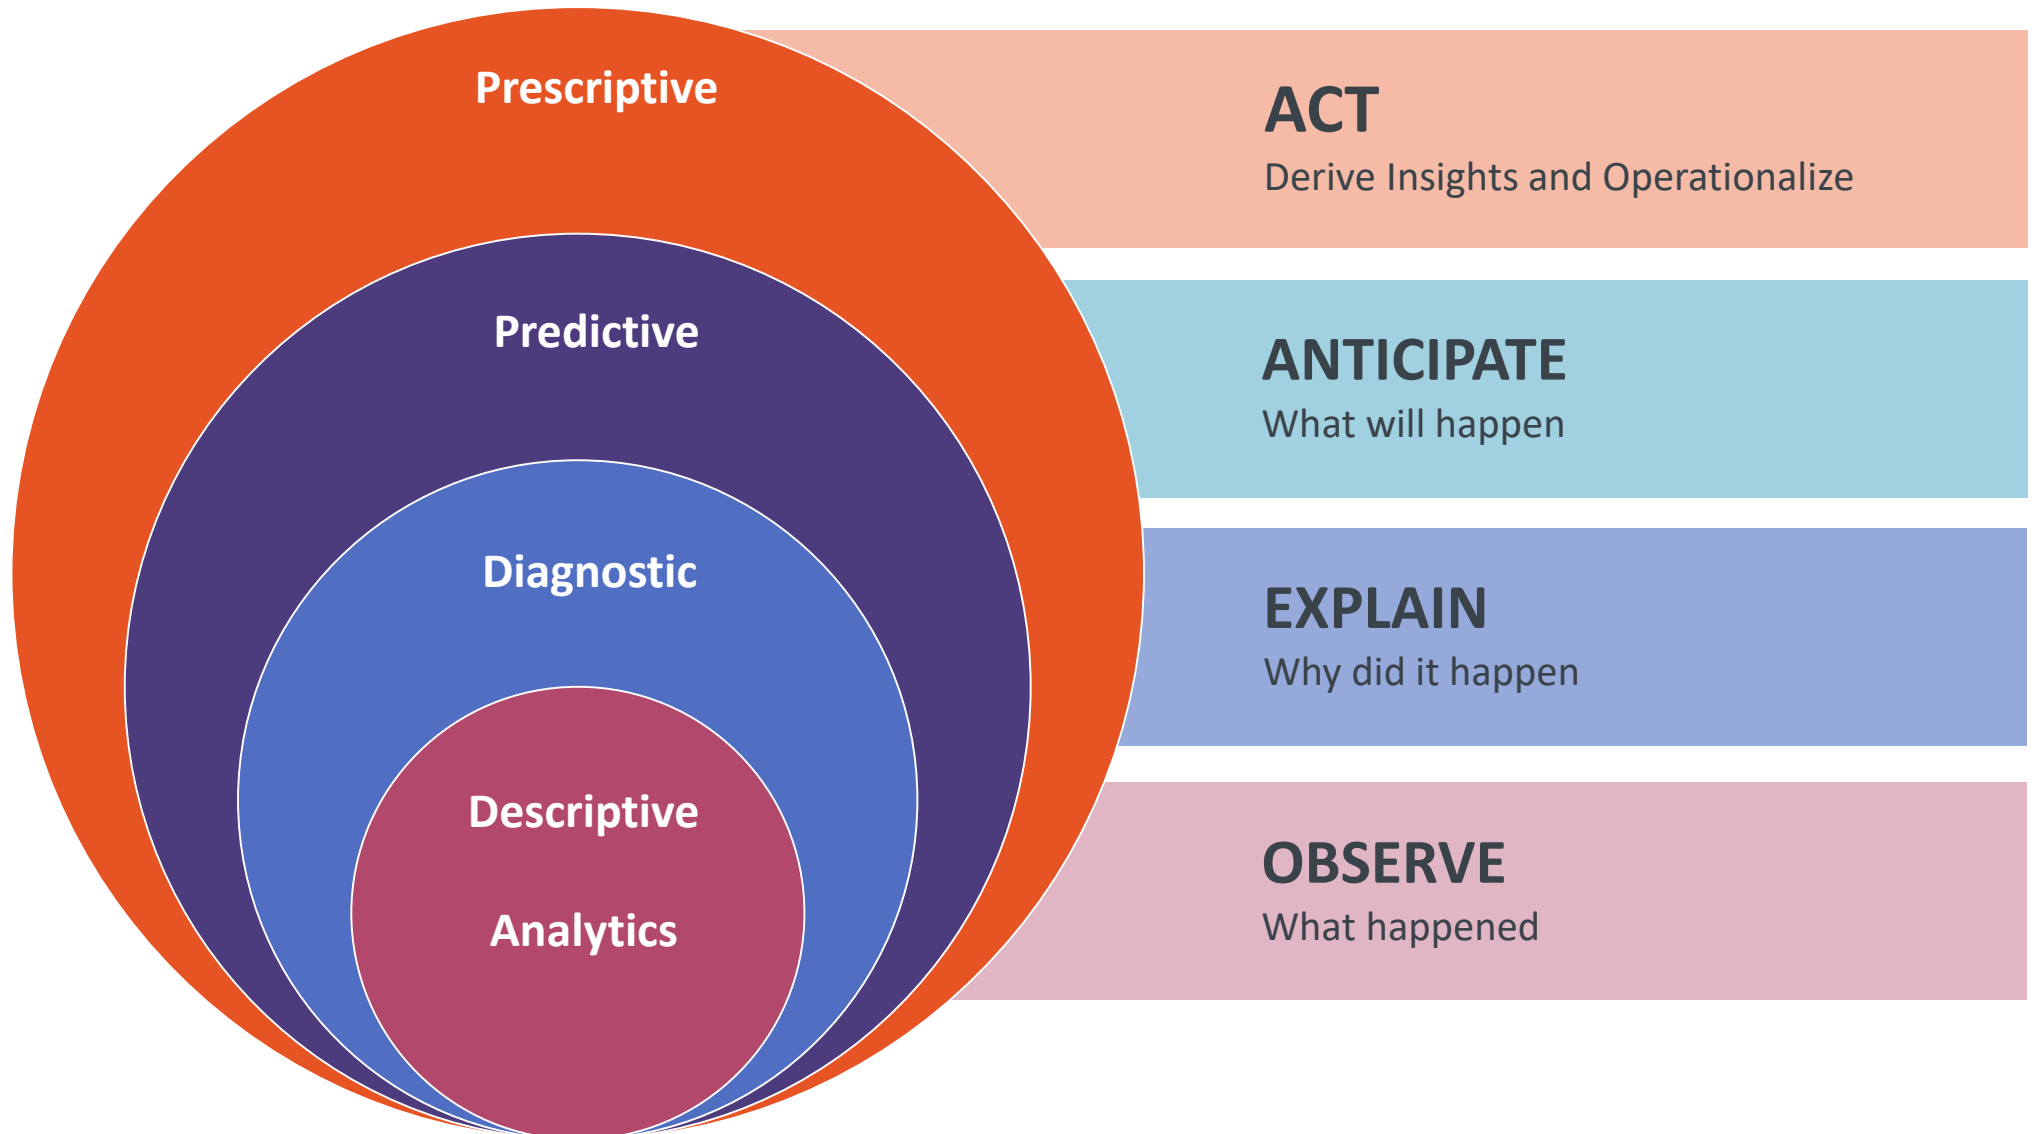 Prescriptive
ACT
Derive Insights and Operationalize
Predictive
ANTICIPATE
What will happen
Diagnostic
EXPLAIN
Why did it happen
Descriptive
Analytics
OBSERVE
What happened